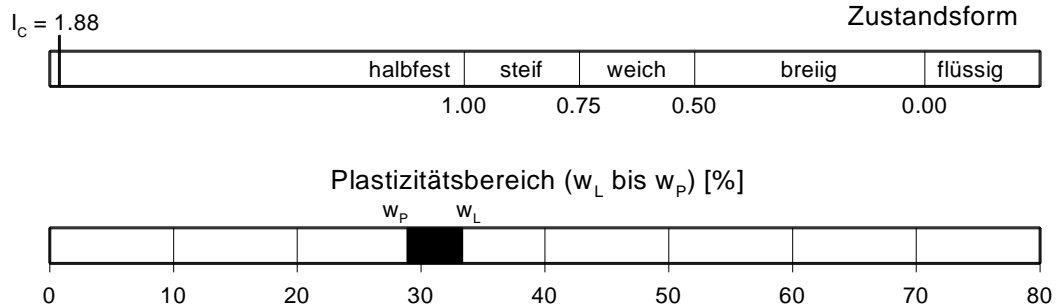 Zustandsform
I_C = 1.88
halbfest steif weich breiig flüssig
1.00 0.75 0.50 0.00
Plastizitätsbereich (w_L bis w_P) [%]
w_P w_L
0 10 20 30 40 50 60 70 80